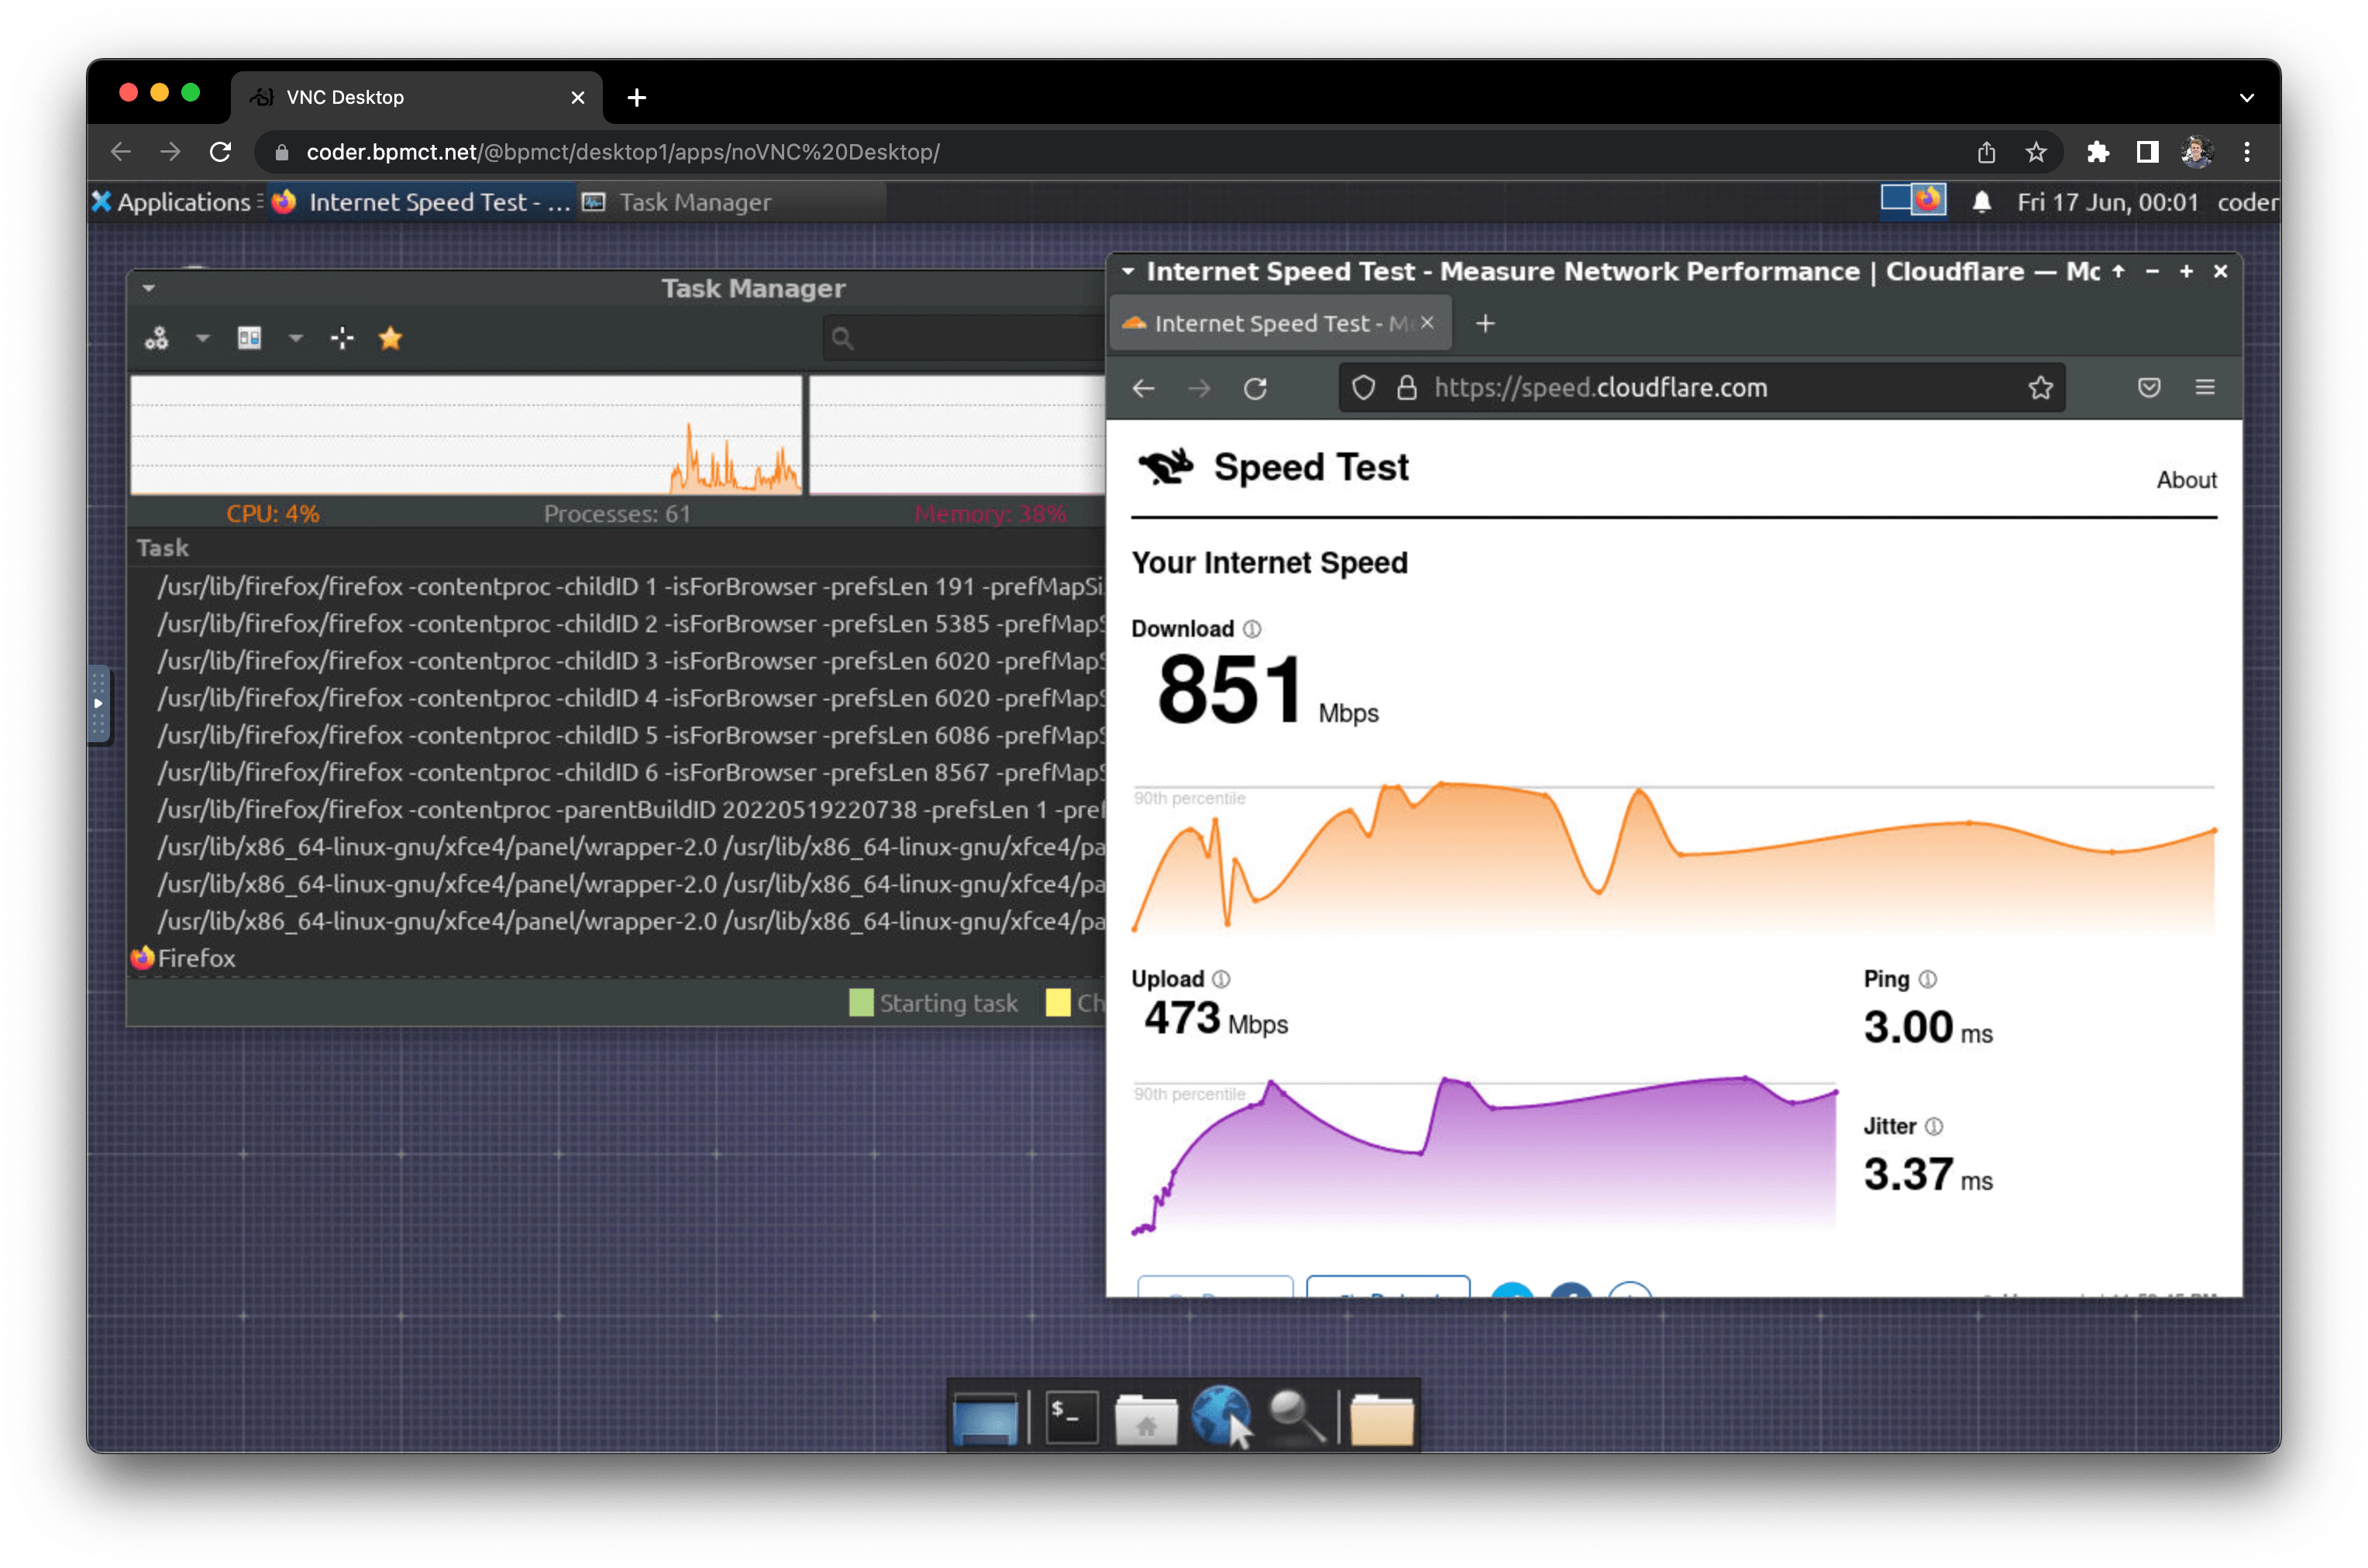 VNC Desktop
coder.bpmct.net/@bpmct/desktop1/apps/noVNC%20Desktop/
Applications
Internet Speed Test - ...
Task Manager
Fri 17 Jun, 00:01
coder
Task Manager
CPU: 4%
Processes: 61
Memory: 38%
Task
/usr/lib/firefox/firefox -contentproc -childID 1 -isForBrowser -prefsLen 191 -prefMapSi
/usr/lib/firefox/firefox -contentproc -childID 2 -isForBrowser -prefsLen 5385 -prefMapS
/usr/lib/firefox/firefox -contentproc -childID 3 -isForBrowser -prefsLen 6020 -prefMapS
/usr/lib/firefox/firefox -contentproc -childID 4 -isForBrowser -prefsLen 6020 -prefMapS
/usr/lib/firefox/firefox -contentproc -childID 5 -isForBrowser -prefsLen 6086 -prefMapS
/usr/lib/firefox/firefox -contentproc -childID 6 -isForBrowser -prefsLen 8567 -prefMapS
/usr/lib/firefox/firefox -contentproc -parentBuildID 20220519220738 -prefsLen 1 -pref
/usr/lib/x86_64-linux-gnu/xfce4/panel/wrapper-2.0 /usr/lib/x86_64-linux-gnu/xfce4/pa
/usr/lib/x86_64-linux-gnu/xfce4/panel/wrapper-2.0 /usr/lib/x86_64-linux-gnu/xfce4/pa
/usr/lib/x86_64-linux-gnu/xfce4/panel/wrapper-2.0 /usr/lib/x86_64-linux-gnu/xfce4/pa
Firefox
Starting task
Ch
Internet Speed Test - Measure Network Performance | Cloudflare — Mo
Internet Speed Test - Me
https://speed.cloudflare.com
Speed Test
About
Your Internet Speed
Download
851 Mbps
90th percentile
Upload
473 Mbps
90th percentile
Ping
3.00 ms
Jitter
3.37 ms
$_